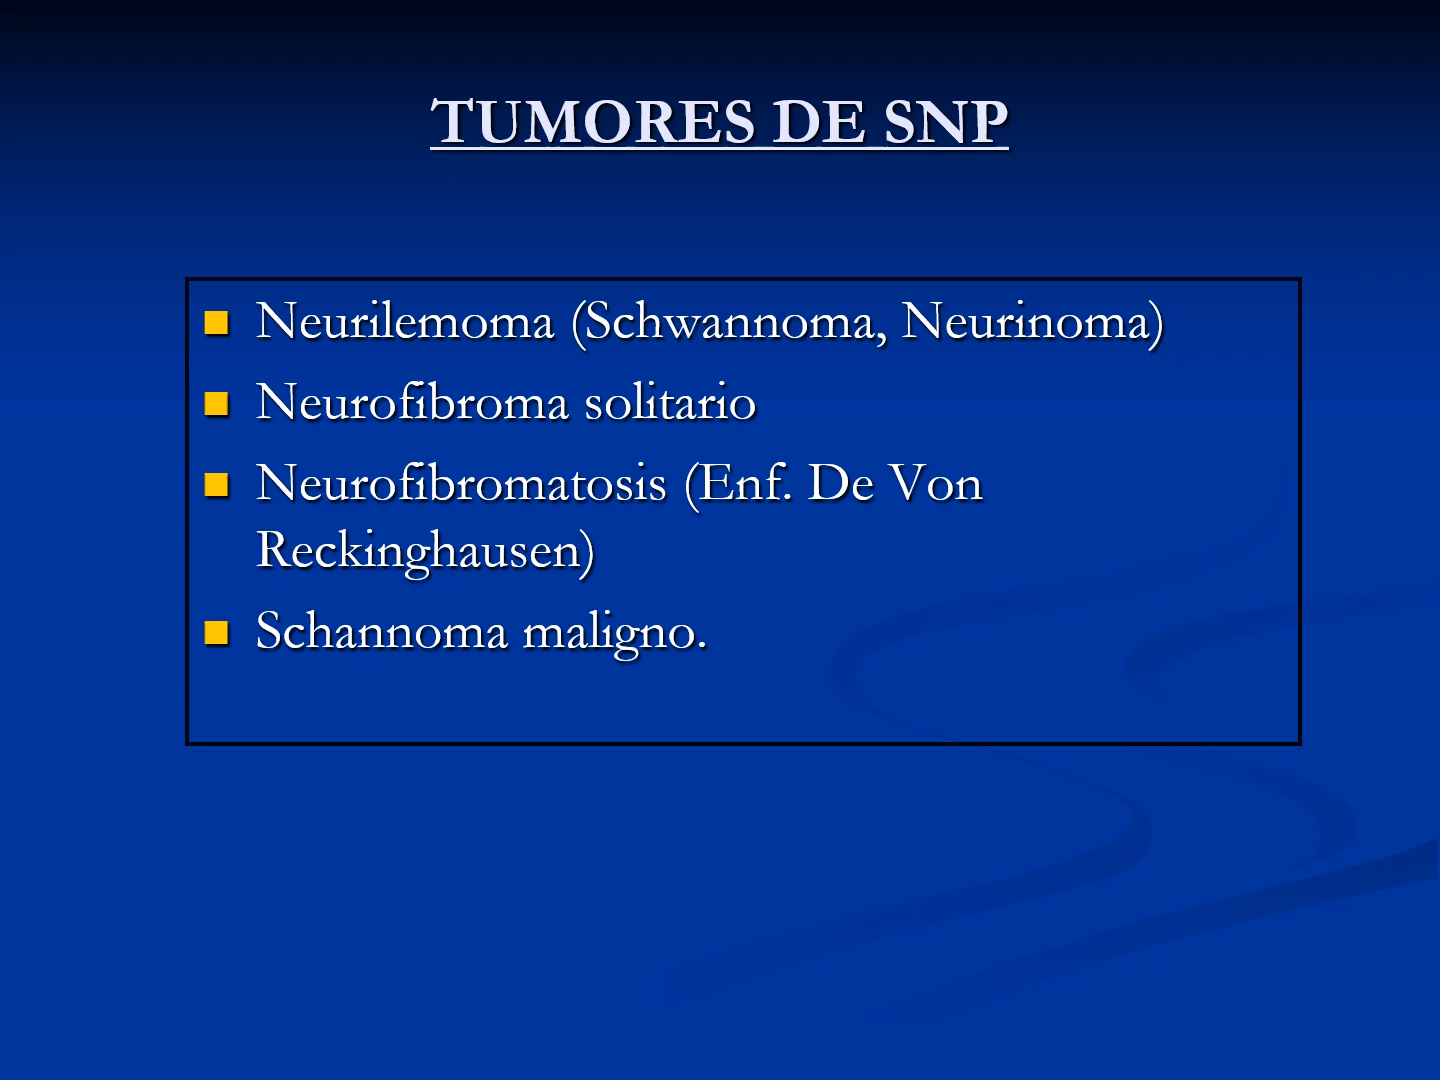 TUMORES DE SNP
Neurilemoma (Schwannoma, Neurinoma)
Neurofibroma solitario
Neurofibromatosis (Enf. De Von
Reckinghausen)
Schannoma maligno.